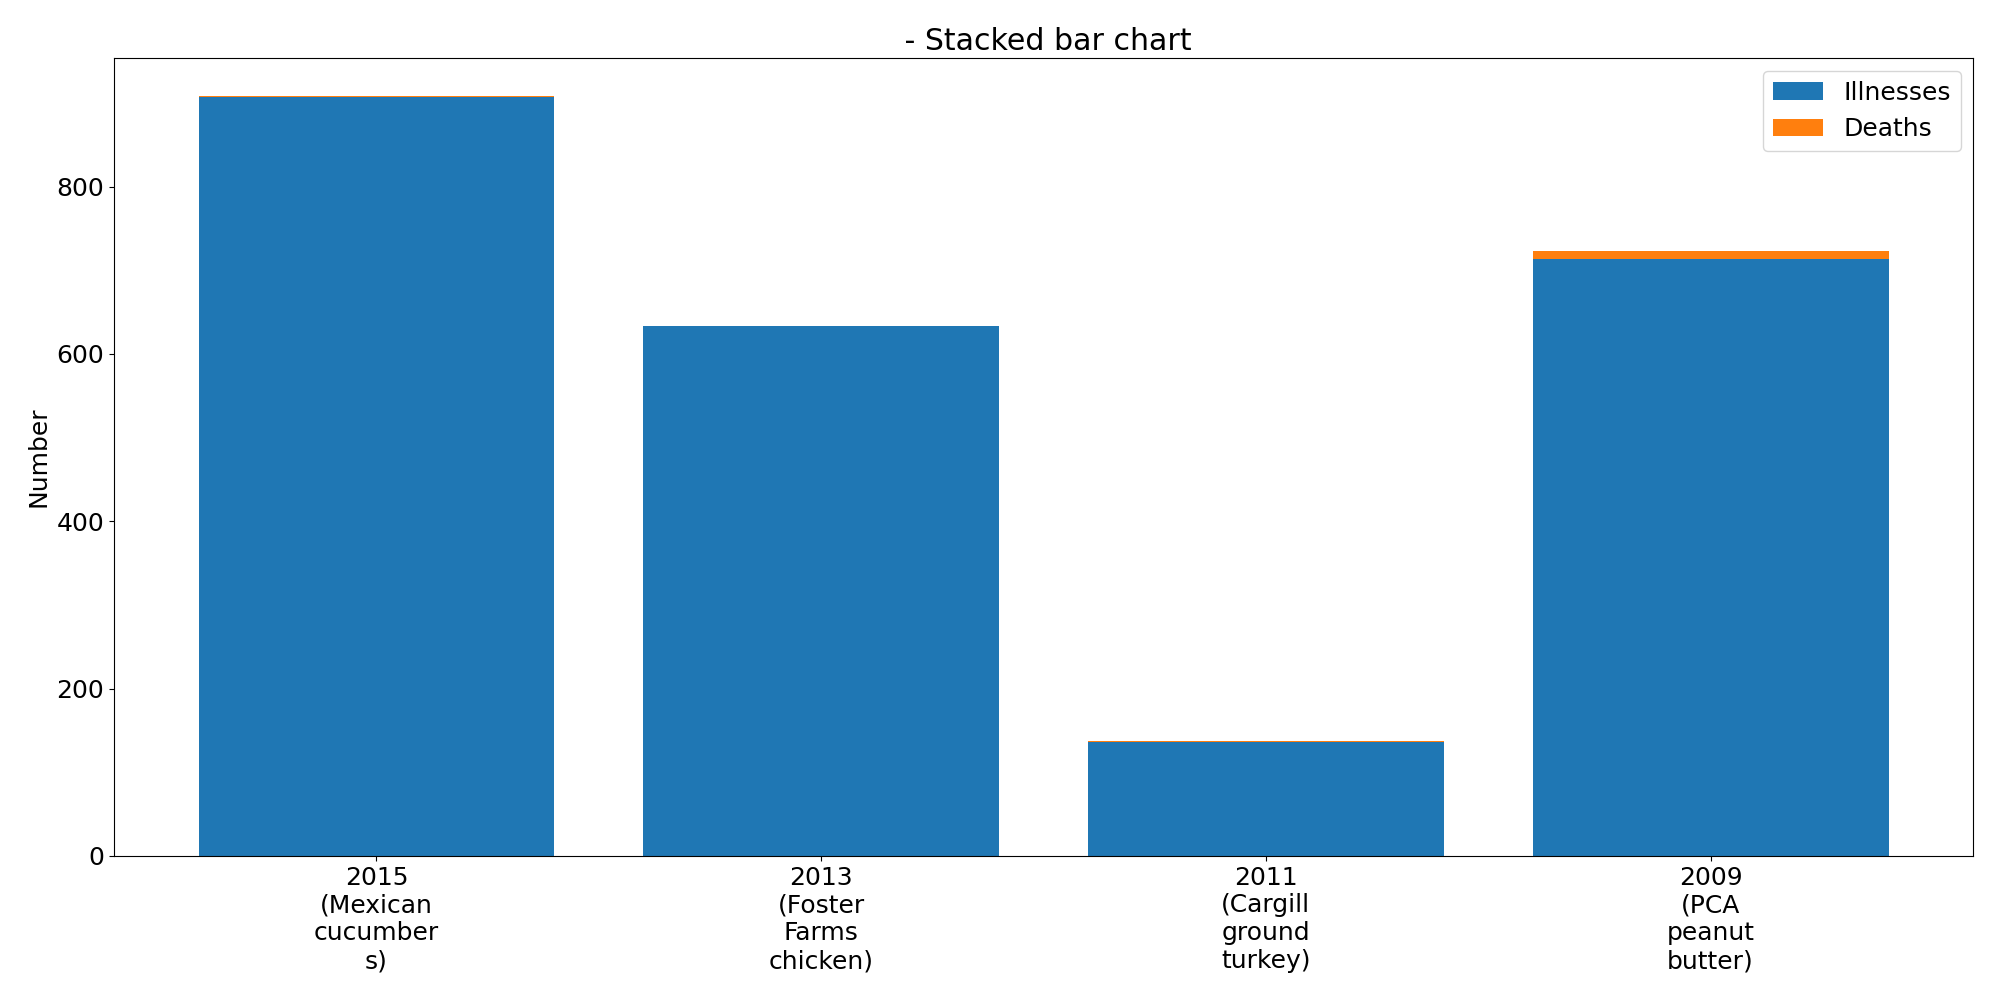 - Stacked bar chart
Illnesses
Deaths
Number
800
600
400
200
0
2015
(Mexican
cucumber
s)
2013
(Foster
Farms
chicken)
2011
(Cargill
ground
turkey)
2009
(PCA
peanut
butter)